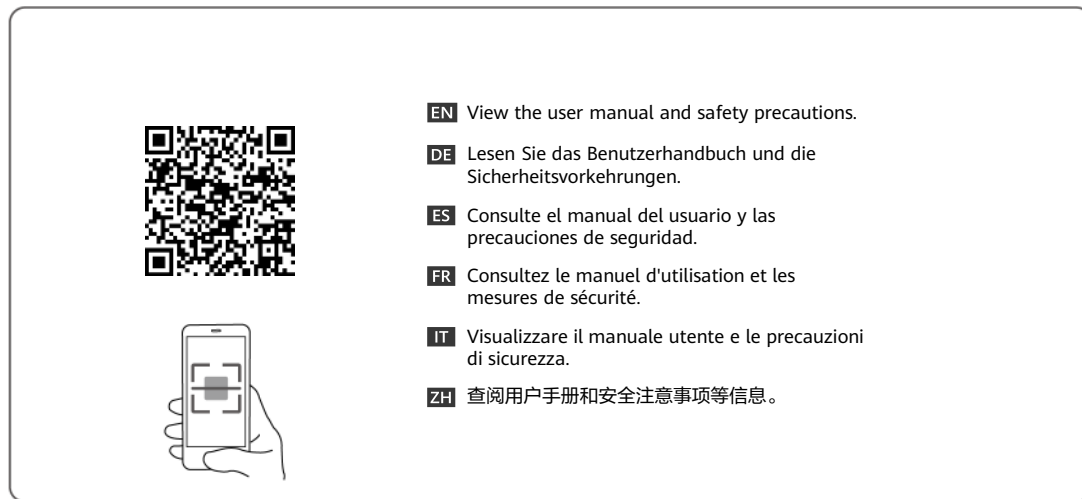 EN View the user manual and safety precautions.
DE Lesen Sie das Benutzerhandbuch und die
Sicherheitsvorkehrungen.
ES Consulte el manual del usuario y las
precauciones de seguridad.
FR Consultez le manuel d'utilisation et les
mesures de sécurité.
IT Visualizzare il manuale utente e le precauzioni
di sicurezza.
ZH 查阅用户手册和安全注意事项等信息。